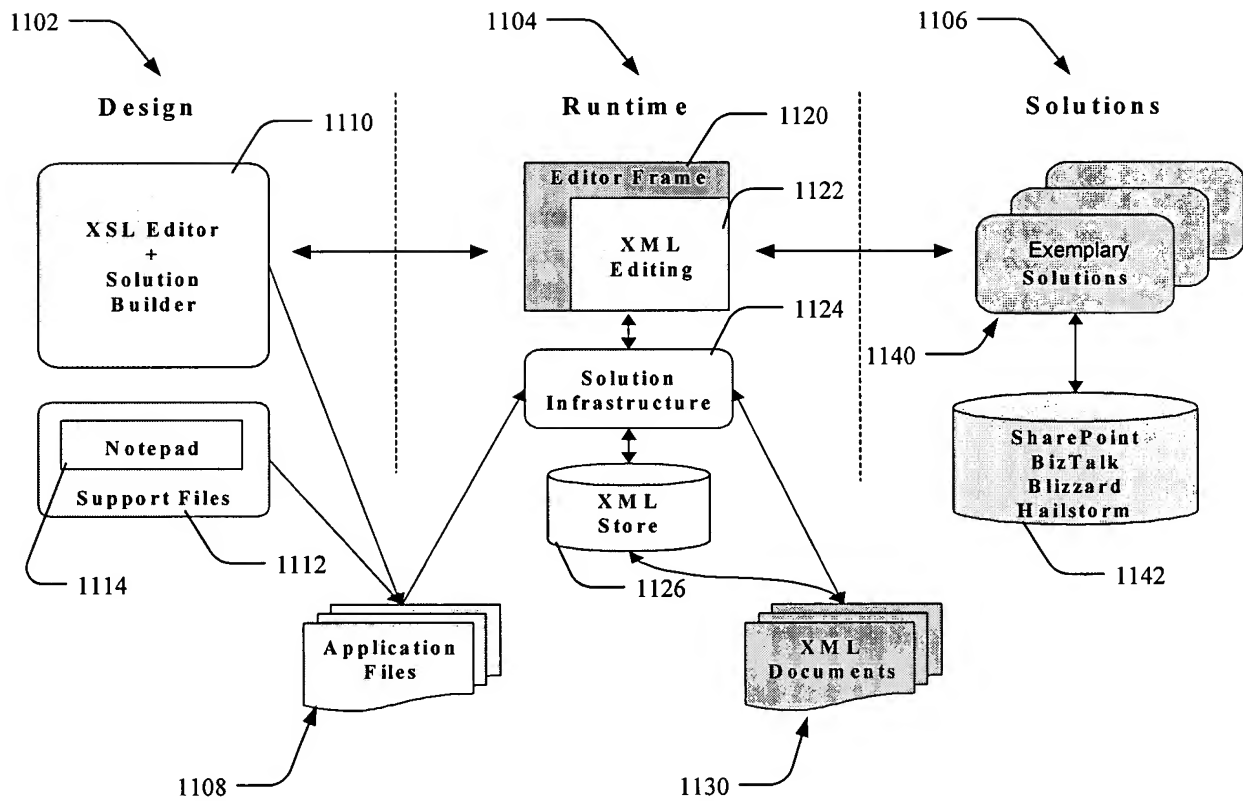 1102
1104
1106
Design
Runtime
Solutions
1110
1120
Editor Frame
1122
XSL Editor
+
Solution
Builder
XML
Editing
Exemplary
Solutions
1124
1140
Solution
Infrastructure
Notepad
Support Files
SharePoint
BizTalk
Blizzard
Hailstorm
XML
Store
1114
1112
1126
1142
Application
Files
XML
Documents
1108
1130